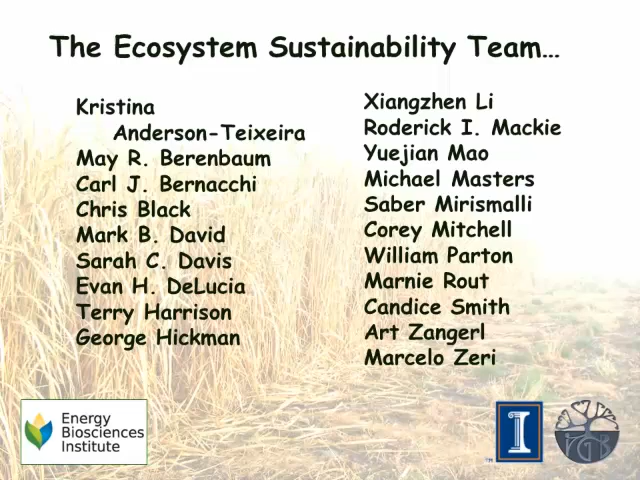 The Ecosystem Sustainability Team…
Kristina
Anderson-Teixeira
May R. Berenbaum
Carl J. Bernacchi
Chris Black
Mark B. David
Sarah C. Davis
Evan H. DeLucia
Terry Harrison
George Hickman
Xiangzhen Li
Roderick I. Mackie
Yuejian Mao
Michael Masters
Saber Mirismalli
Corey Mitchell
William Parton
Marnie Rout
Candice Smith
Art Zangerl
Marcelo Zeri
Energy
Biosciences
Institute
I
IGB